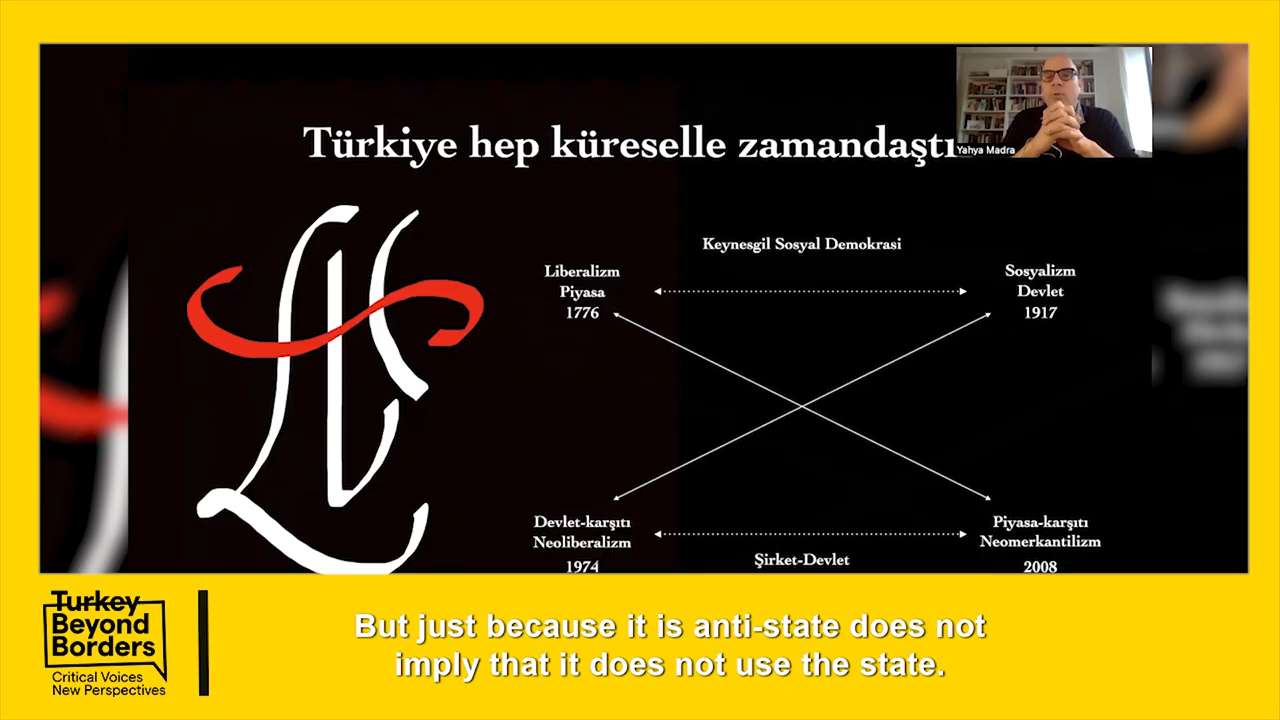 Türkiye hep küreselle zamandaştı
Yahya Madra
Keynesgil Sosyal Demokrasi
Liberalizm
Piyasa
1776
Sosyalizm
Devlet
1917
Devlet-karşıtı
Neoliberalizm
1974
Şirket-Devlet
Piyasa-karşıtı
Neomerkantilizm
2008
Turkey
Beyond
Borders
Critical Voices
New Perspectives
But just because it is anti-state does not
imply that it does not use the state.